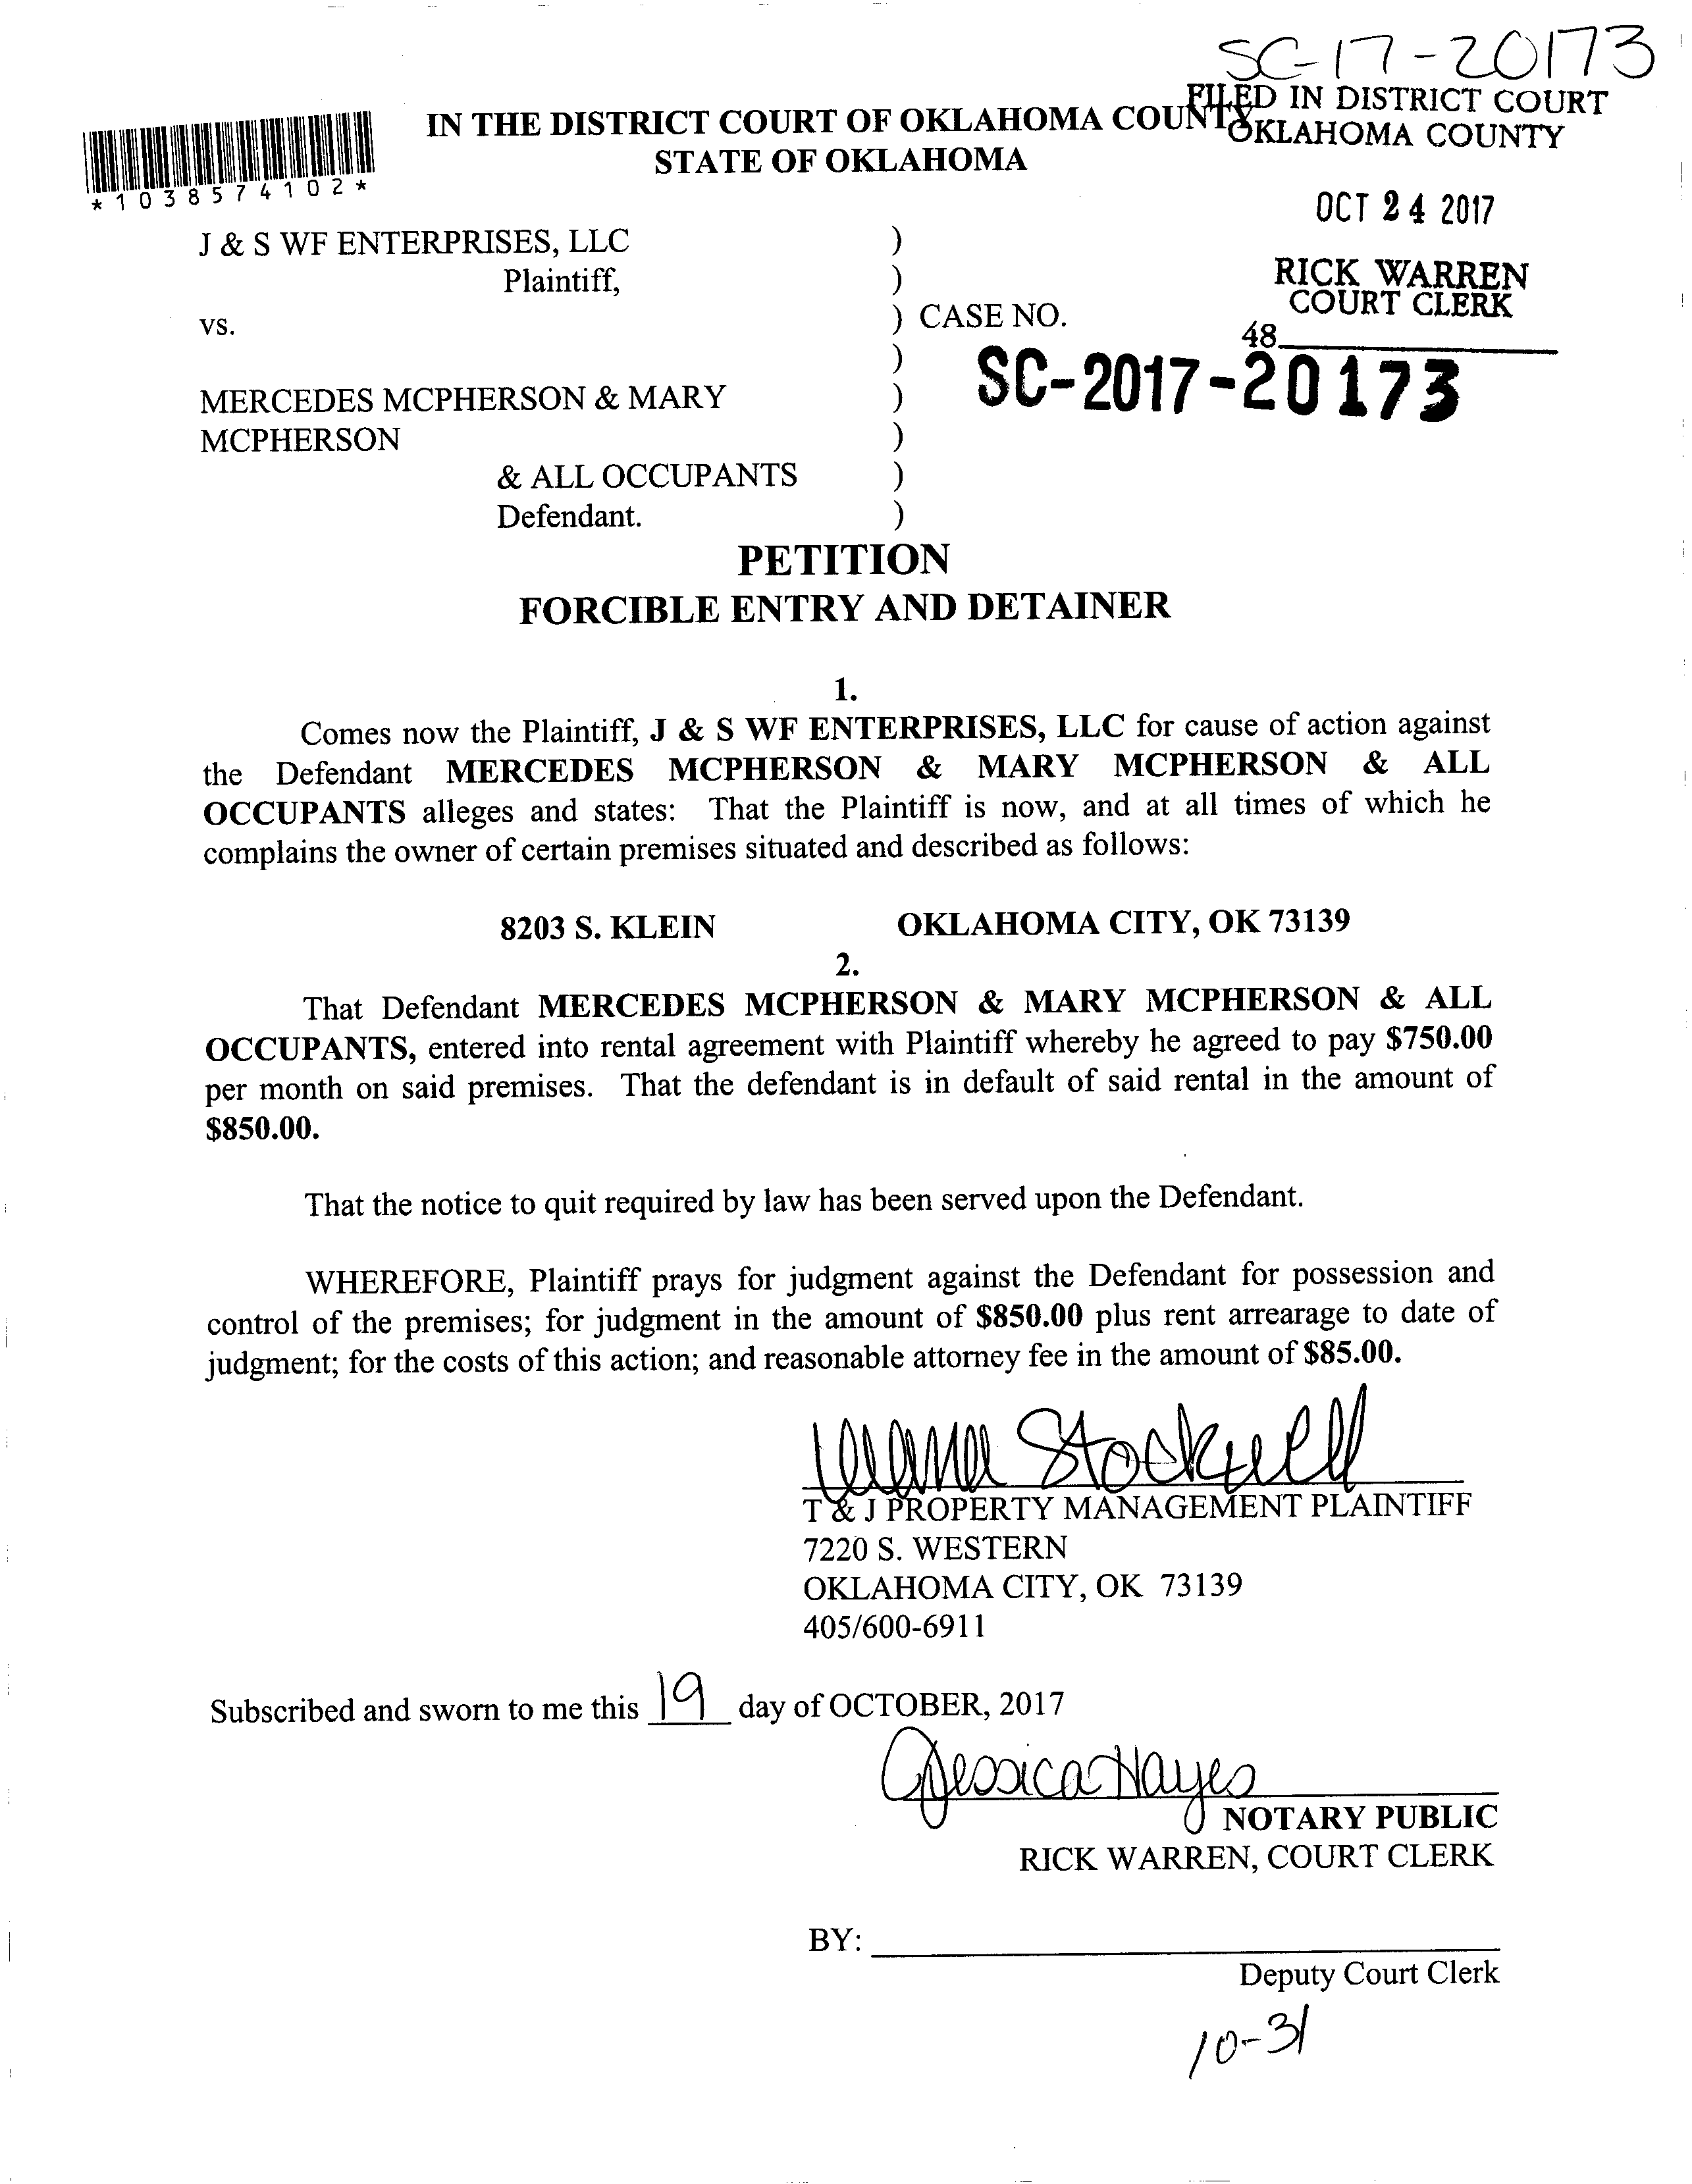 SC-17-20173
FILED IN DISTRICT COURT
OKLAHOMA COUNTY
IN THE DISTRICT COURT OF OKLAHOMA COUNTY
STATE OF OKLAHOMA
*1038574102*
OCT 24 2017
J & S WF ENTERPRISES, LLC )
Plaintiff, )
RICK WARREN
COURT CLERK
vs. ) CASE NO.
48
)
SC-2017-20173
MERCEDES MCPHERSON & MARY )
MCPHERSON )
& ALL OCCUPANTS )
Defendant. )
PETITION
FORCIBLE ENTRY AND DETAINER
1.
Comes now the Plaintiff, J & S WF ENTERPRISES, LLC for cause of action against
the Defendant MERCEDES MCPHERSON & MARY MCPHERSON & ALL
OCCUPANTS alleges and states: That the Plaintiff is now, and at all times of which he
complains the owner of certain premises situated and described as follows:
8203 S. KLEIN OKLAHOMA CITY, OK 73139
2.
That Defendant MERCEDES MCPHERSON & MARY MCPHERSON & ALL
OCCUPANTS, entered into rental agreement with Plaintiff whereby he agreed to pay $750.00
per month on said premises. That the defendant is in default of said rental in the amount of
$850.00.
That the notice to quit required by law has been served upon the Defendant.
WHEREFORE, Plaintiff prays for judgment against the Defendant for possession and
control of the premises; for judgment in the amount of $850.00 plus rent arrearage to date of
judgment; for the costs of this action; and reasonable attorney fee in the amount of $85.00.
Stockwell
T & J PROPERTY MANAGEMENT PLAINTIFF
7220 S. WESTERN
OKLAHOMA CITY, OK 73139
405/600-6911
Subscribed and sworn to me this 19 day of OCTOBER, 2017
Jessica Hayes
NOTARY PUBLIC
RICK WARREN, COURT CLERK
BY:
Deputy Court Clerk
10-31